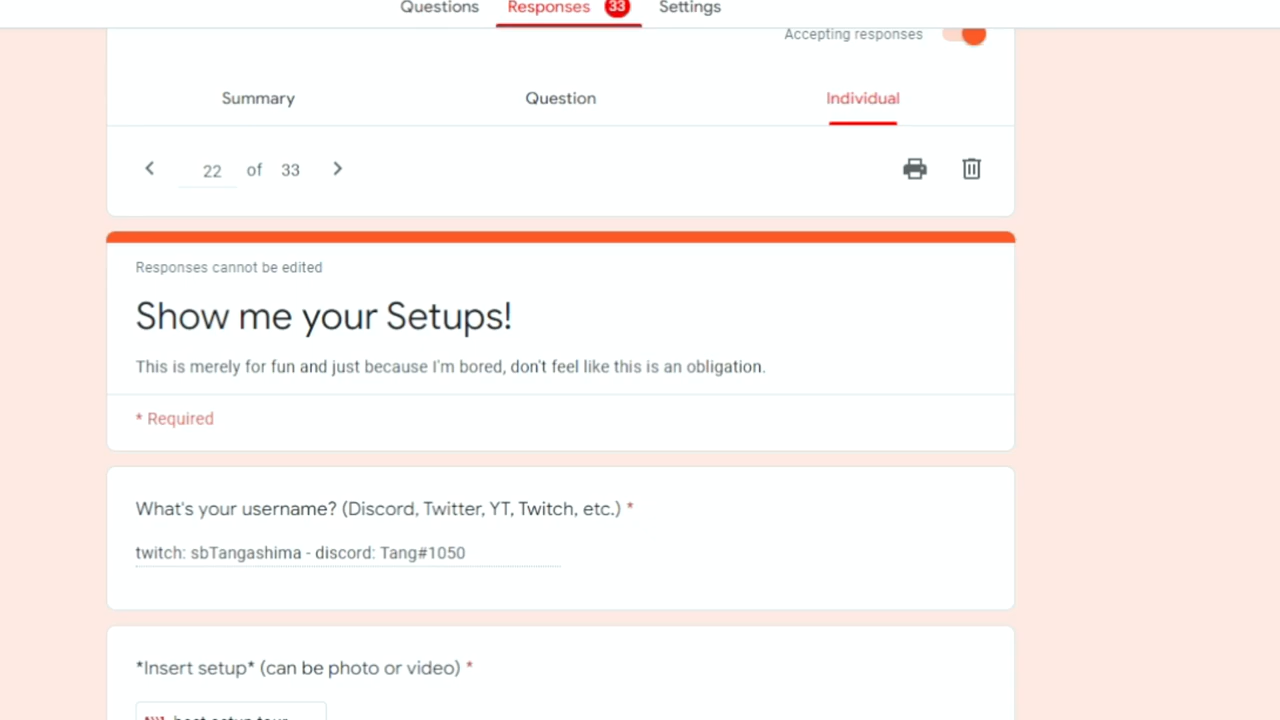 Questions Responses 33 Settings
Accepting responses
Summary Question Individual
22 of 33
Responses cannot be edited
Show me your Setups!
This is merely for fun and just because I'm bored, don't feel like this is an obligation.
* Required
What's your username? (Discord, Twitter, YT, Twitch, etc.) *
twitch: sbTangashima - discord: Tang#1050
*Insert setup* (can be photo or video) *
best setup tour